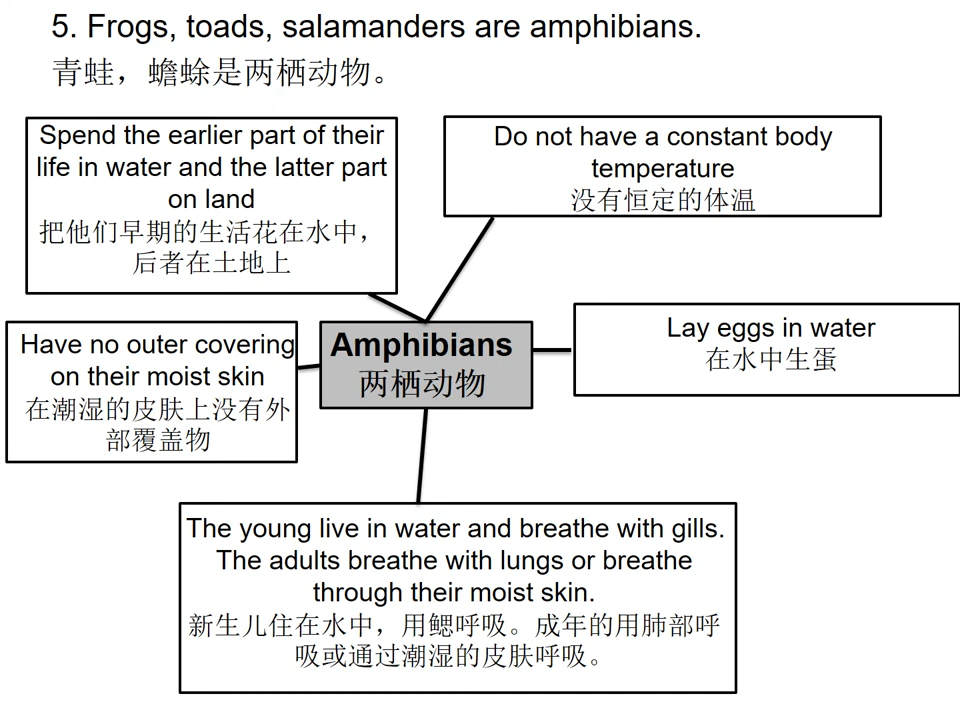 5. Frogs, toads, salamanders are amphibians.
青蛙，蟾蜍是两栖动物。
Spend the earlier part of their
life in water and the latter part
on land
把他们早期的生活花在水中，
后者在土地上
Do not have a constant body
temperature
没有恒定的体温
Have no outer covering
on their moist skin
在潮湿的皮肤上没有外
部覆盖物
Amphibians
两栖动物
Lay eggs in water
在水中生蛋
The young live in water and breathe with gills.
The adults breathe with lungs or breathe
through their moist skin.
新生儿住在水中，用鳃呼吸。成年的用肺部呼
吸或通过潮湿的皮肤呼吸。